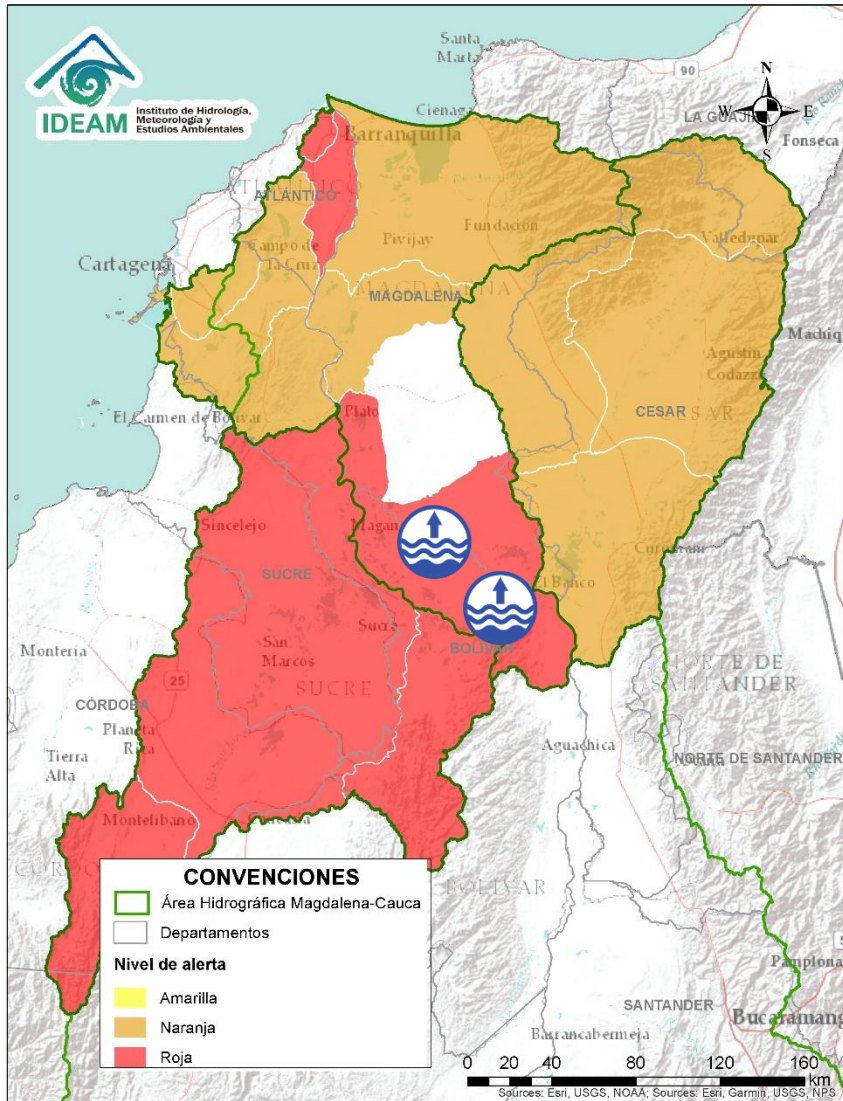 IDEAM
Instituto de Hidrología,
Meteorología y
Estudios Ambientales
Santa
Marta
90
N
W
E
S
LA GUAJIRA
Fonseca
Ciénaga
Barranquilla
ATLÁNTICO
Campo de
la Cruz
Pivijay
Fundación
Valledupar
Cartagena
MAGDALENA
MAGDALENA
Machiq
Agustín
Codazzi
El Carmen de Bolívar
Plato
CESAR
CESAR
Sincelejo
SUCRE
El Banco
Sucre
BOLÍVAR
Montería
San
Marcos
25
SUCRE
NORTE DE
SANTANDER
CÓRDOBA
Planeta
Rica
Tierra
Alta
Aguachica
NORTE DE SANTANDER
Montelíbano
BOLÍVAR
CONVENCIONES
Área Hidrográfica Magdalena-Cauca
Departamentos
Nivel de alerta
Amarilla
Naranja
Roja
Pamplona
SANTANDER
Bucaramang
Barrancabermeja
0 20 40 80 120 160
km
Sources: Esri, USGS, NOAA; Sources: Esri, Garmin, USGS, NPS